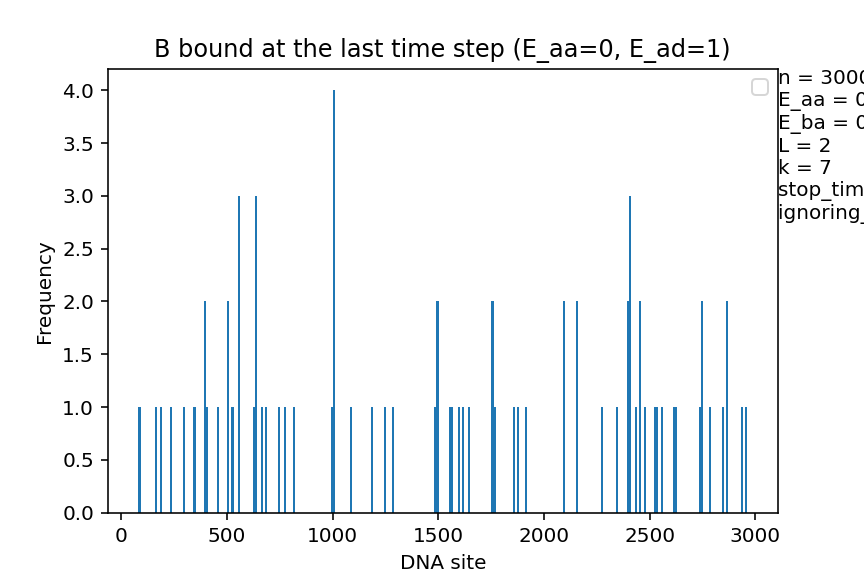 B bound at the last time step (E_aa=0, E_ad=1)
n = 3000
E_aa = 0
E_ba = 0
L = 2
k = 7
stop_tim
ignoring_
Frequency
4.0
3.5
3.0
2.5
2.0
1.5
1.0
0.5
0.0
0 500 1000 1500 2000 2500 3000
DNA site